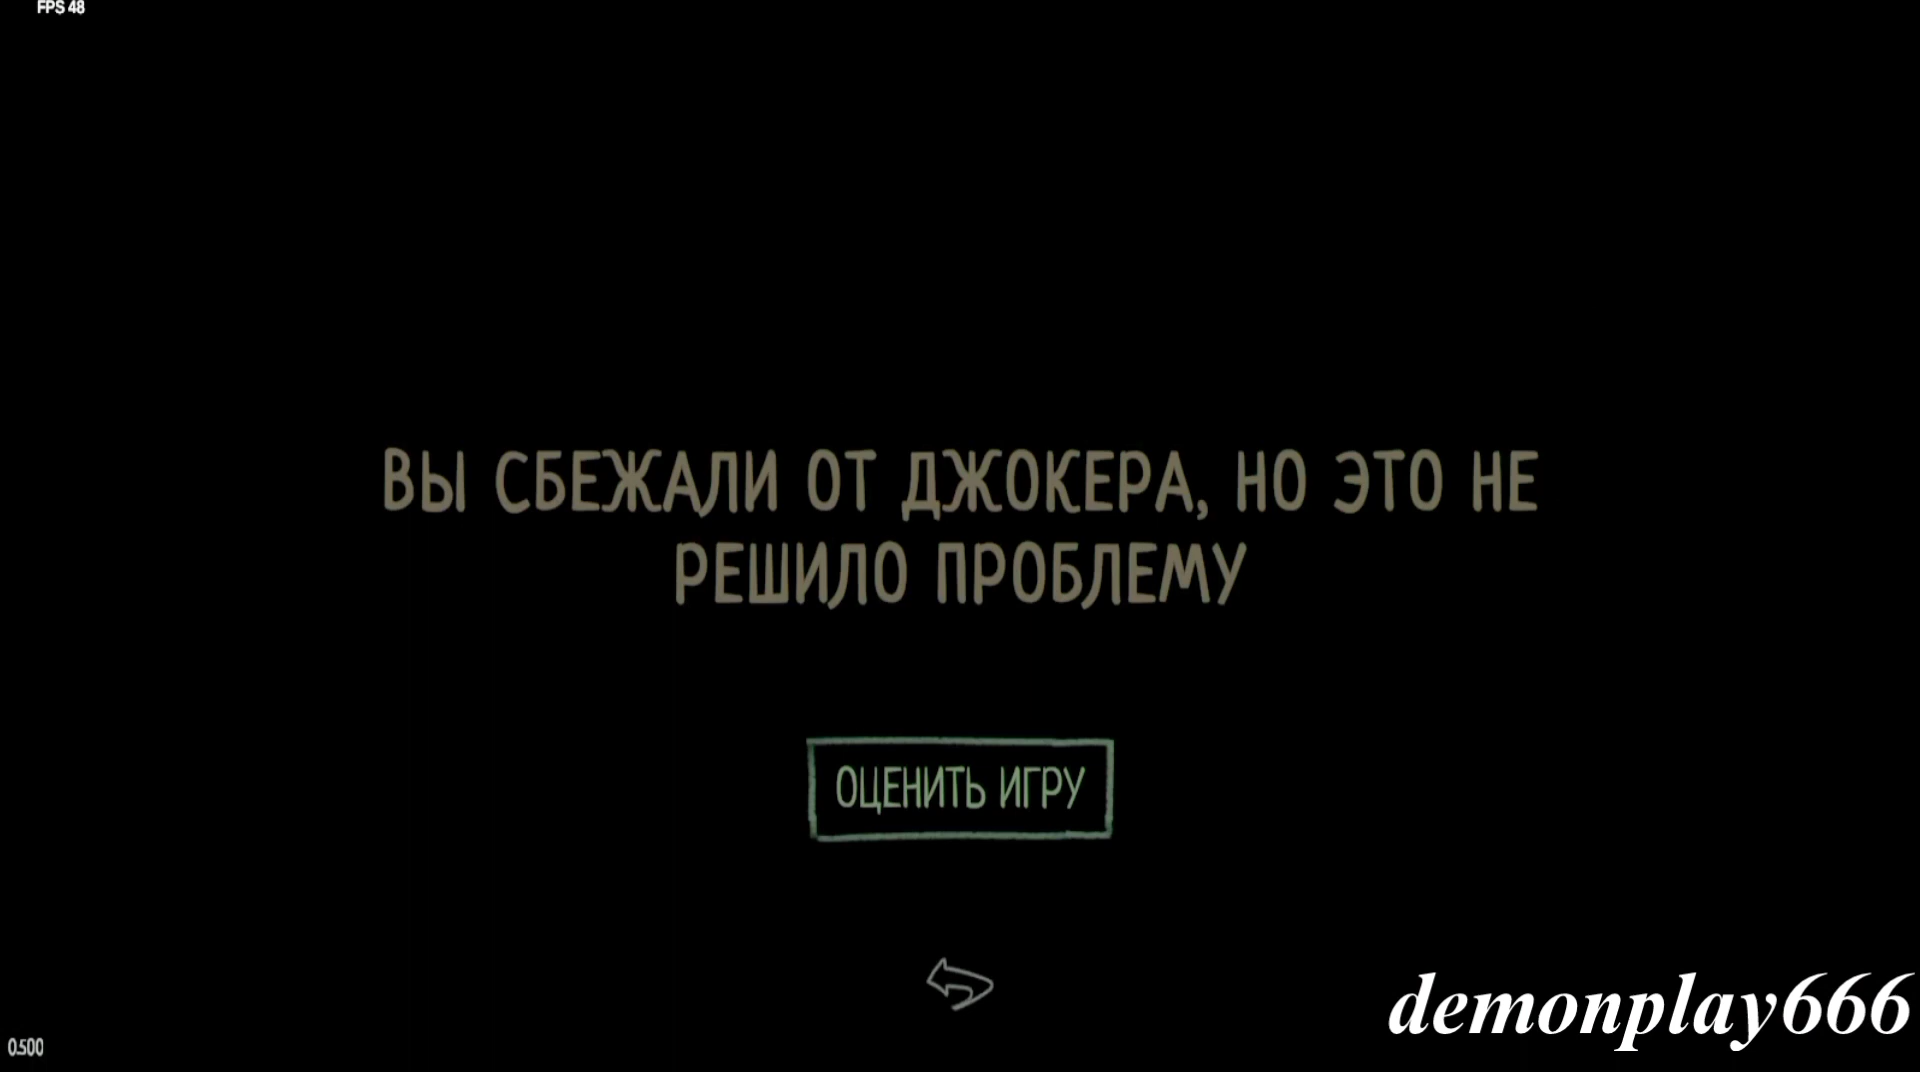 FPS 48
ВЫ СБЕЖАЛИ ОТ ДЖОКЕРА, НО ЭТО НЕ
РЕШИЛО ПРОБЛЕМУ
ОЦЕНИТЬ ИГРУ
demonplay666
0.500